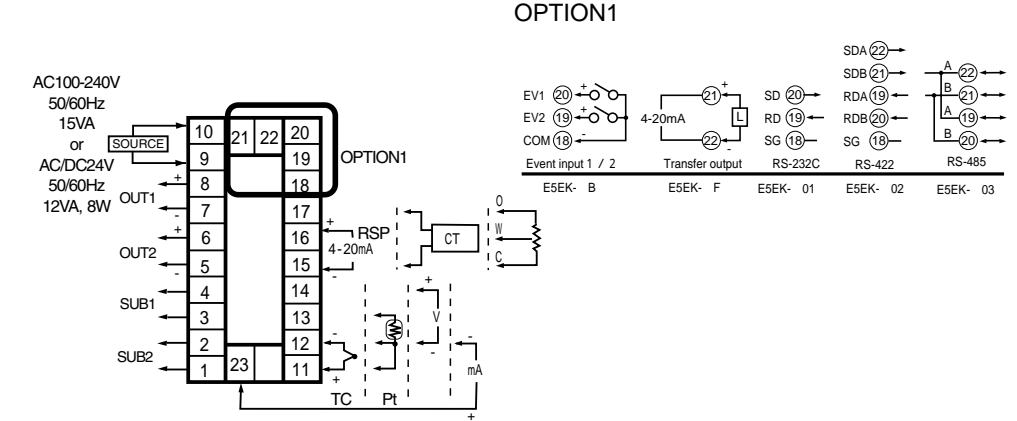 OPTION1
AC100-240V
50/60Hz
15VA
or
AC/DC24V
50/60Hz
12VA, 8W
SOURCE
OUT1
+
-
OUT2
+
-
SUB1
SUB2
10
9
8
7
6
5
4
3
2
1
21 22
23
20
19
18
17
16
15
14
13
12
11
OPTION1
+
RSP
4-20mA
-
CT
O
W
C
-
+
TC
Pt
+
V
-
-
mA
+
EV1 20 +
EV2 19 +
COM 18 -
Event input 1 / 2
E5EK- B
4-20mA
21 +
L
22 -
Transfer output
E5EK- F
SD 20
RD 19
SG 18
RS-232C
E5EK- 01
SDA 22
SDB 21
RDA 19
RDB 20
SG 18
RS-422
E5EK- 02
A 22
B 21
A 19
B 20
RS-485
E5EK- 03